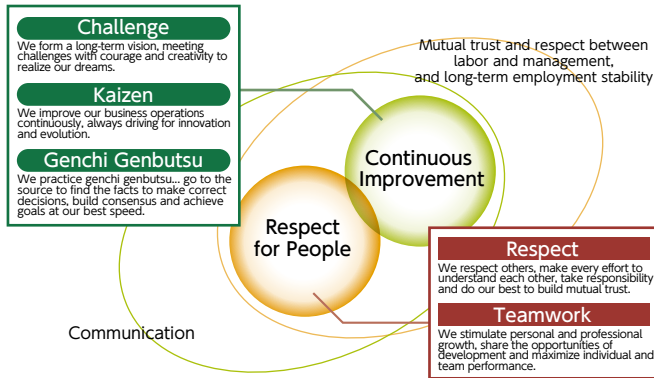 Challenge
We form a long-term vision, meeting
challenges with courage and creativity to
realize our dreams.
Kaizen
We improve our business operations
continuously, always driving for innovation
and evolution.
Genchi Genbutsu
We practice genchi genbutsu... go to the
source to find the facts to make correct
decisions, build consensus and achieve
goals at our best speed.
Mutual trust and respect between
labor and management,
and long-term employment stability
Continuous
Improvement
Respect
for People
Respect
We respect others, make every effort to
understand each other, take responsibility
and do our best to build mutual trust.
Teamwork
We stimulate personal and professional
growth, share the opportunities of
development and maximize individual and
team performance.
Communication